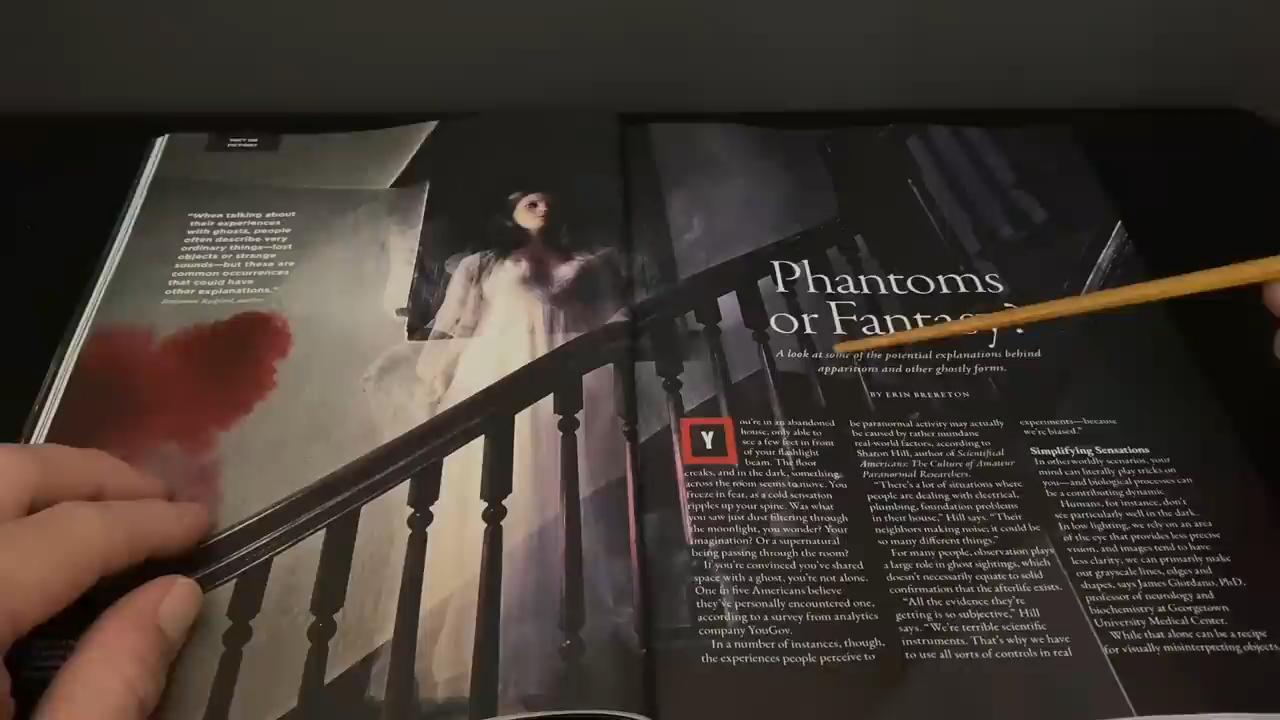 "When talking about
their experiences
with ghosts, people
often describe very
ordinary things—lost
objects or strange
sounds—but these are
common occurrences
that could have
other explanations."
Phantoms
or Fantasy?
A look at some of the potential explanations behind
apparitions and other ghostly forms.
BY ERIN BRERETON
You're in an abandoned
house, only able to
see a few feet in front
of your flashlight
beam. The floor
creaks, and in the dark, something
across the room seems to move. You
freeze in fear, as a cold sensation
ripples up your spine. Was what
you saw just dust filtering through
the moonlight, you wonder? Your
imagination? Or a supernatural
being passing through the room?
If you're convinced you've shared
space with a ghost, you're not alone.
One in five Americans believe
they've personally encountered one,
according to a survey from analytics
company YouGov.
In a number of instances, though,
the experiences people perceive to
be paranormal activity may actually
be caused by rather mundane
real-world factors, according to
Sharon Hill, author of Scientifical
Americans: The Culture of Amateur
Paranormal Researchers.
"There's a lot of situations where
people are dealing with electrical,
plumbing, foundation problems
in their house," Hill says. "Their
neighbors making noise; it could be
so many different things."
For many people, observation plays
a large role in ghost sightings, which
doesn't necessarily equate to solid
confirmation that the afterlife exists.
"All the evidence they're
getting is so subjective," Hill
says. "We're terrible scientific
instruments. That's why we have
to use all sorts of controls in real
experiments—because
we're biased."
Simplifying Sensations
In otherworldly scenarios, your
mind can literally play tricks on
you—and biological processes can
be a contributing dynamic.
Humans, for instance, don't
see particularly well in the dark.
In low lighting, we rely on an area
of the eye that provides less precise
vision, and images tend to have
less clarity; we can primarily make
out grayscale lines, edges and
shapes, says James Giordano, PhD,
professor of neurology and
biochemistry at Georgetown
University Medical Center.
While that alone can be a recipe
for visually misinterpreting objects,